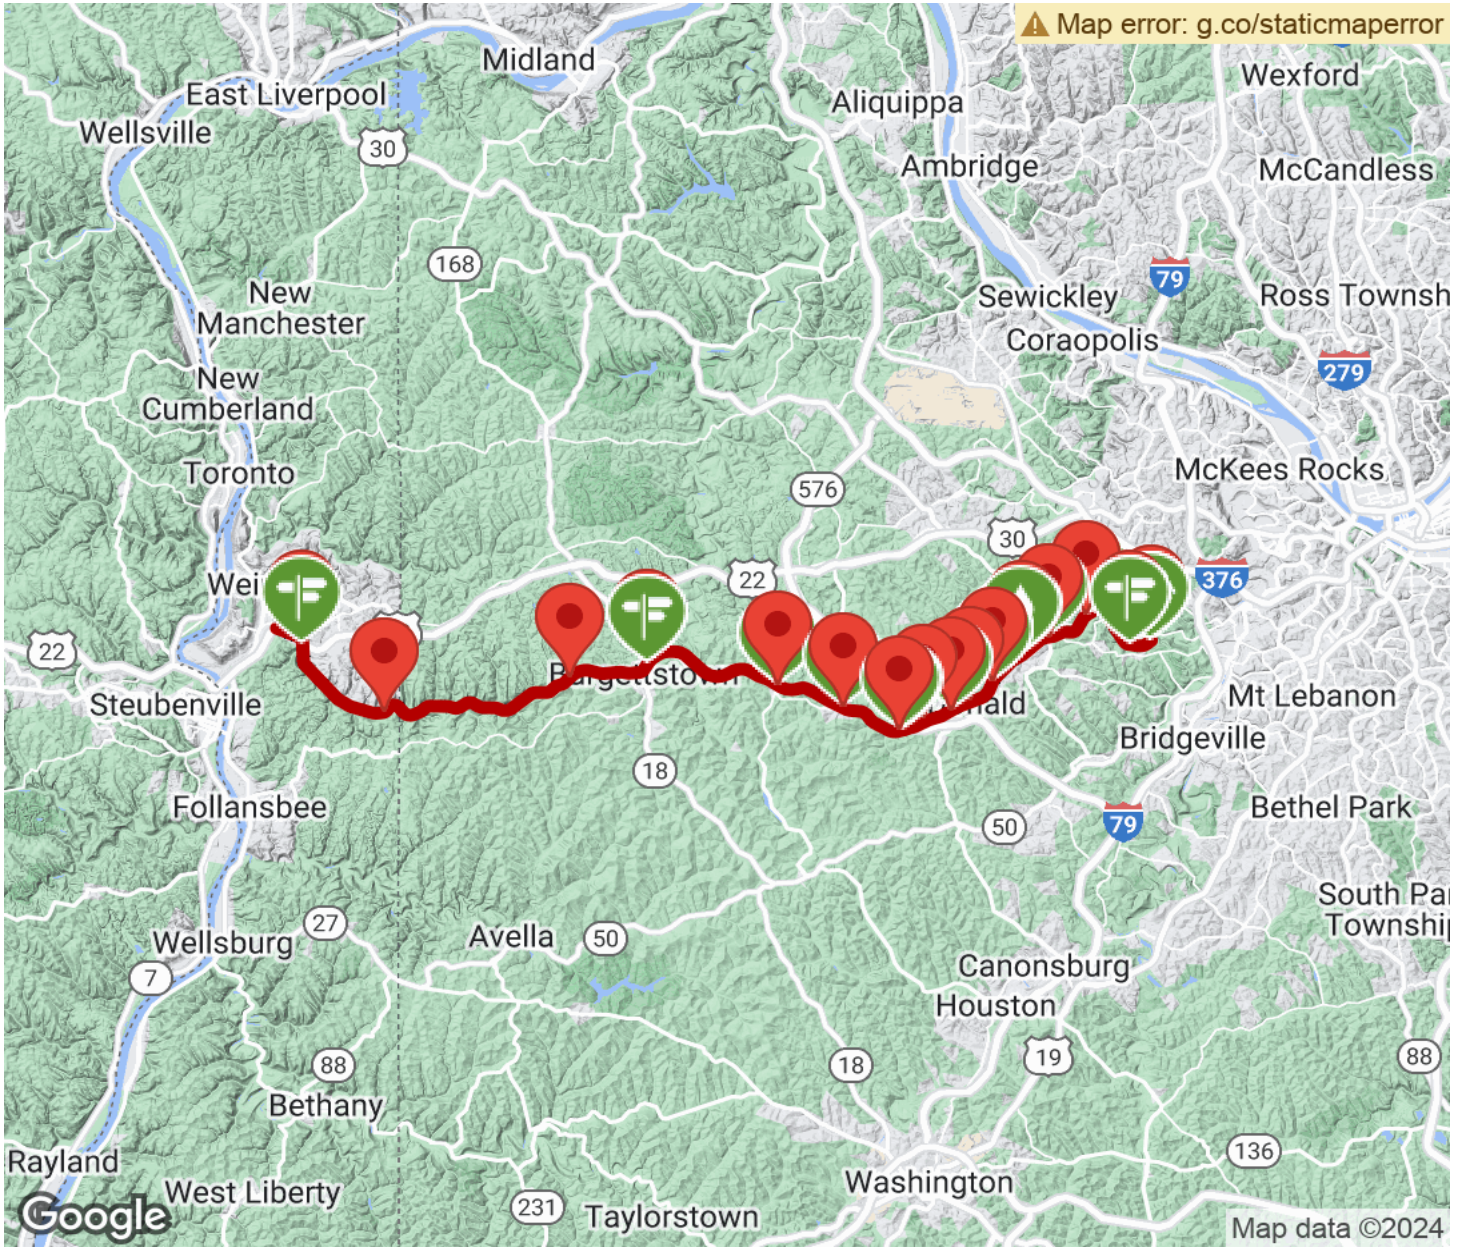 Map error: g.co/staticmaperror
Midland
Wexford
East Liverpool
Aliquippa
Wellsville
30
Ambridge
McCandless
168
79
New
Manchester
Sewickley
Ross Townsh
Coraopolis
279
New
Cumberland
Toronto
McKees Rocks
576
30
22
376
Wei
22
Burgettstown
nald
Steubenville
Mt Lebanon
Bridgeville
18
Follansbee
50
79
Bethel Park
South Par
Township
27
Avella
50
Wellsburg
7
Canonsburg
Houston
88
18
19
88
Bethany
136
Rayland
Washington
West Liberty
231
Taylorstown
Google
Map data ©2024